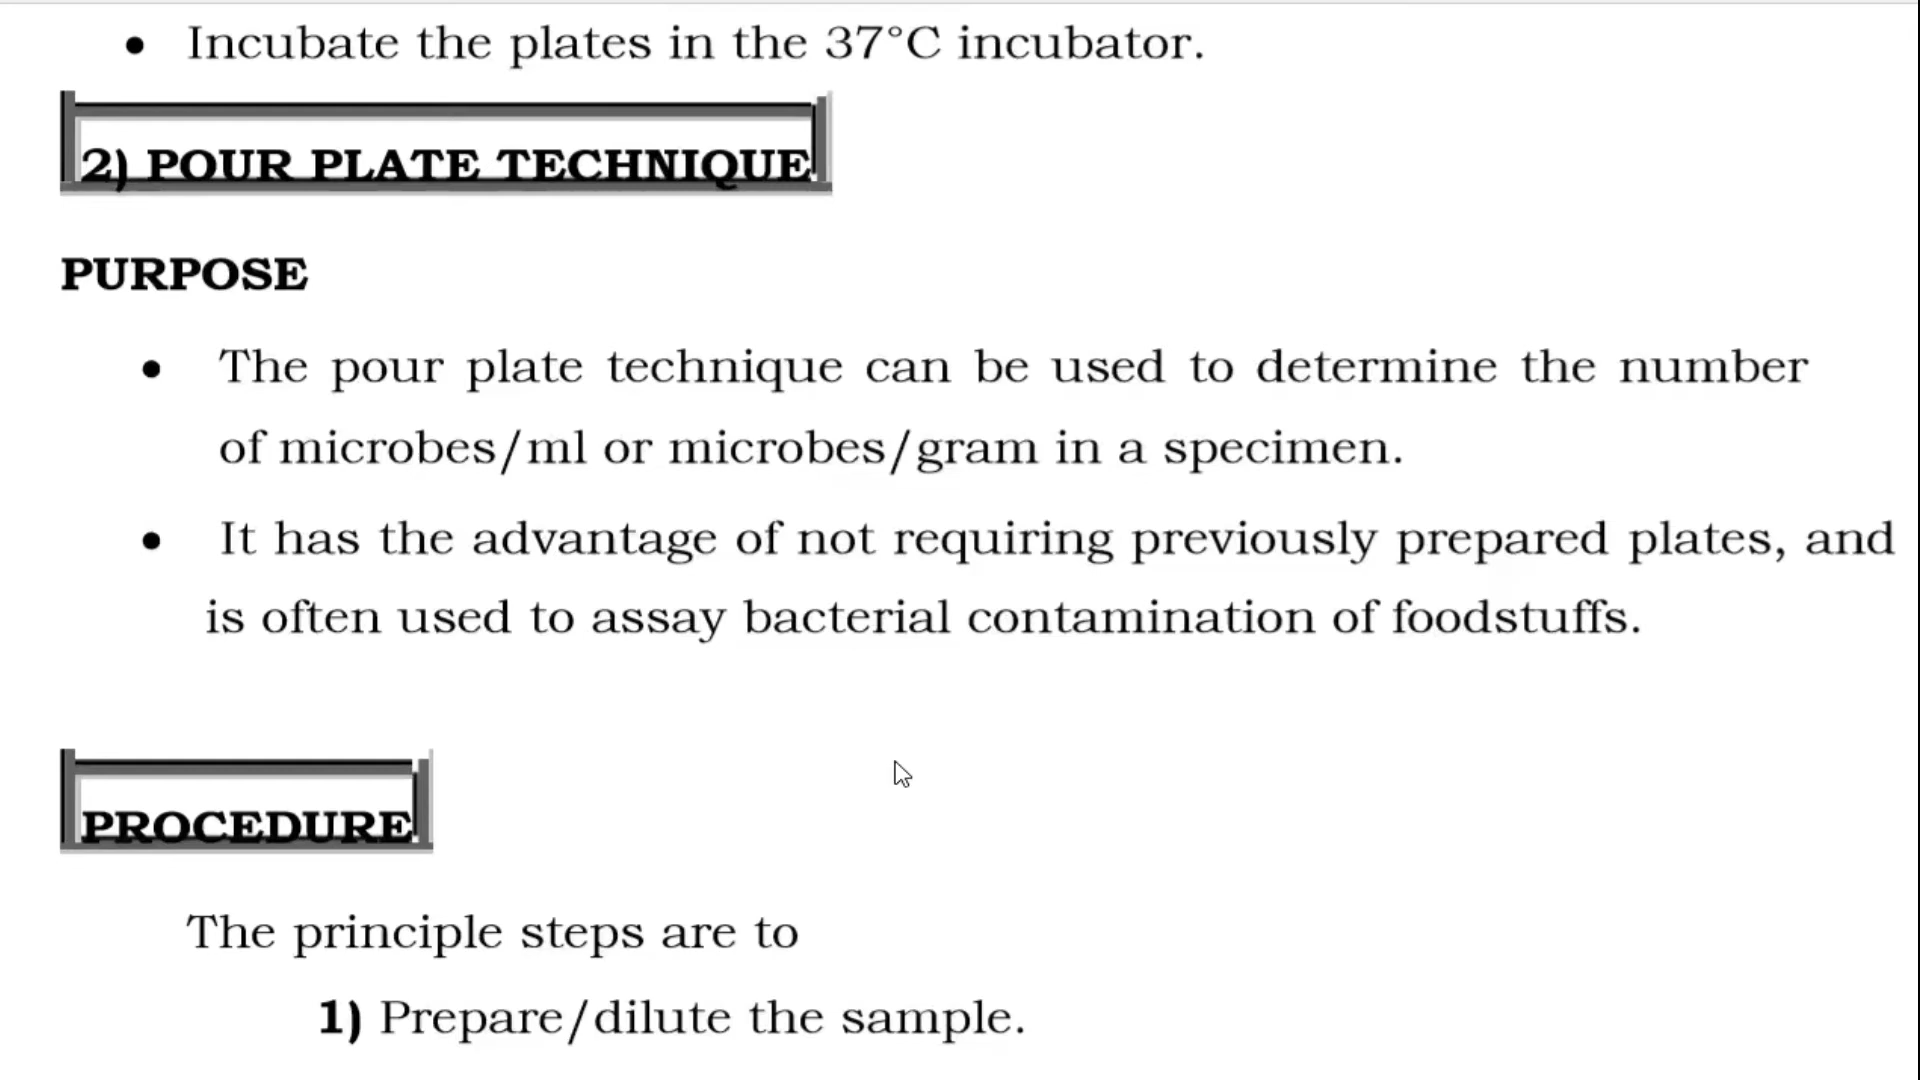 • Incubate the plates in the 37°C incubator.
2) POUR PLATE TECHNIQUE
PURPOSE
• The pour plate technique can be used to determine the number
of microbes/ml or microbes/gram in a specimen.
• It has the advantage of not requiring previously prepared plates, and
is often used to assay bacterial contamination of foodstuffs.
PROCEDURE
The principle steps are to
1) Prepare/dilute the sample.